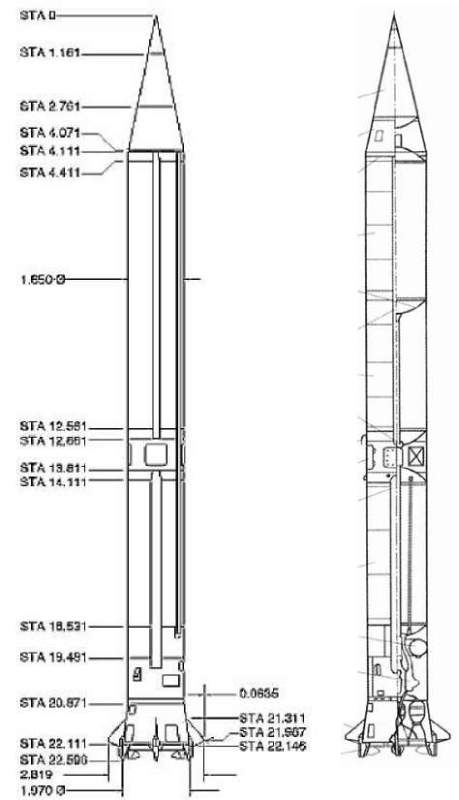 STA 0
STA 1.161
STA 2.761
STA 4.071
STA 4.111
STA 4.411
1.650 Ø
STA 12.561
STA 12.661
STA 13.811
STA 14.111
STA 18.531
STA 19.481
0.0635
STA 20.871
STA 21.311
STA 21.967
STA 22.111
STA 22.146
STA 22.596
2.819
1.970 Ø